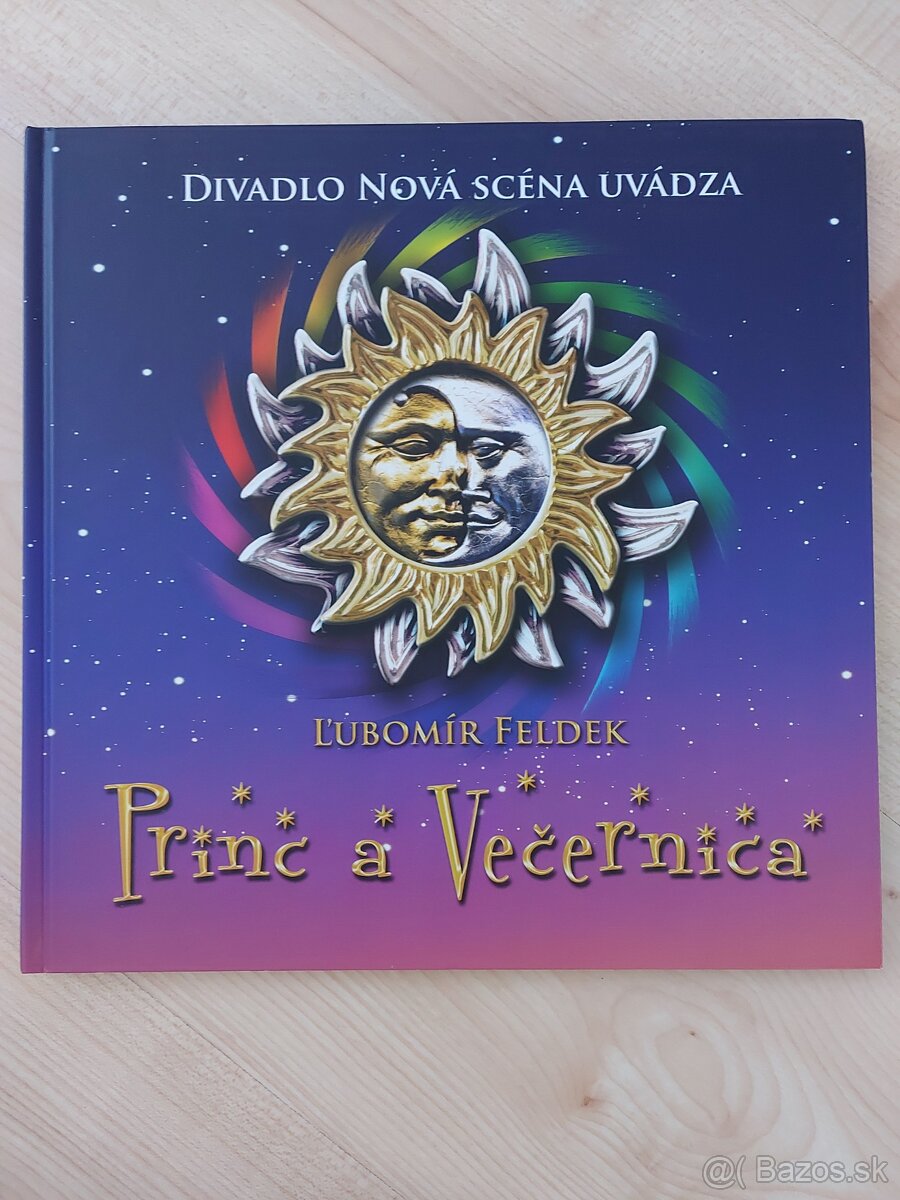 DIVADLO NOVÁ SCÉNA UVÁDZA
ĽUBOMÍR FELDEK
Princ a Večernica
@( Bazos.sk